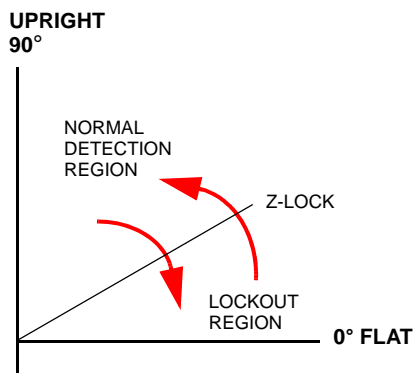 UPRIGHT
90°
NORMAL
DETECTION
REGION
Z-LOCK
LOCKOUT
REGION
0° FLAT